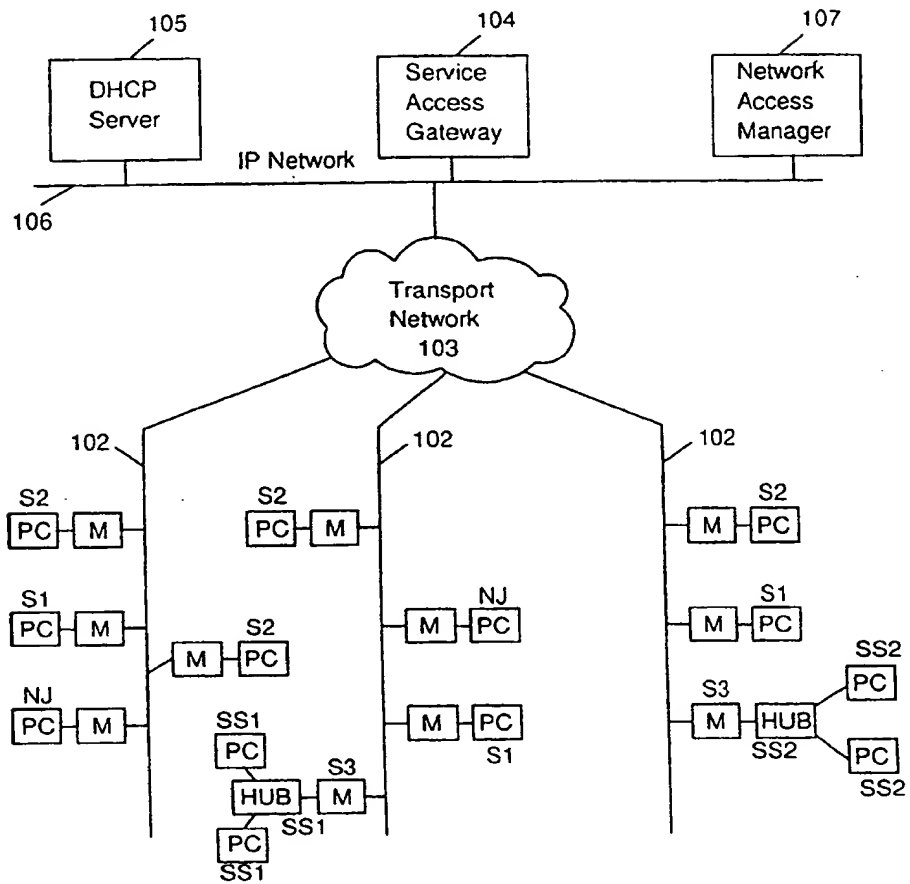 105
104
107
DHCP
Server
Service
Access
Gateway
Network
Access
Manager
IP Network
106
Transport
Network
103
102
102
102
S2
PC M
S2
PC M
S2
M PC
S1
PC M
NJ
M PC
S1
M PC
S2
M PC
NJ
PC M
SS1
PC
S3
HUB M
SS1
PC
SS1
M PC
S1
SS2
PC
S3
M HUB
SS2
PC
SS2